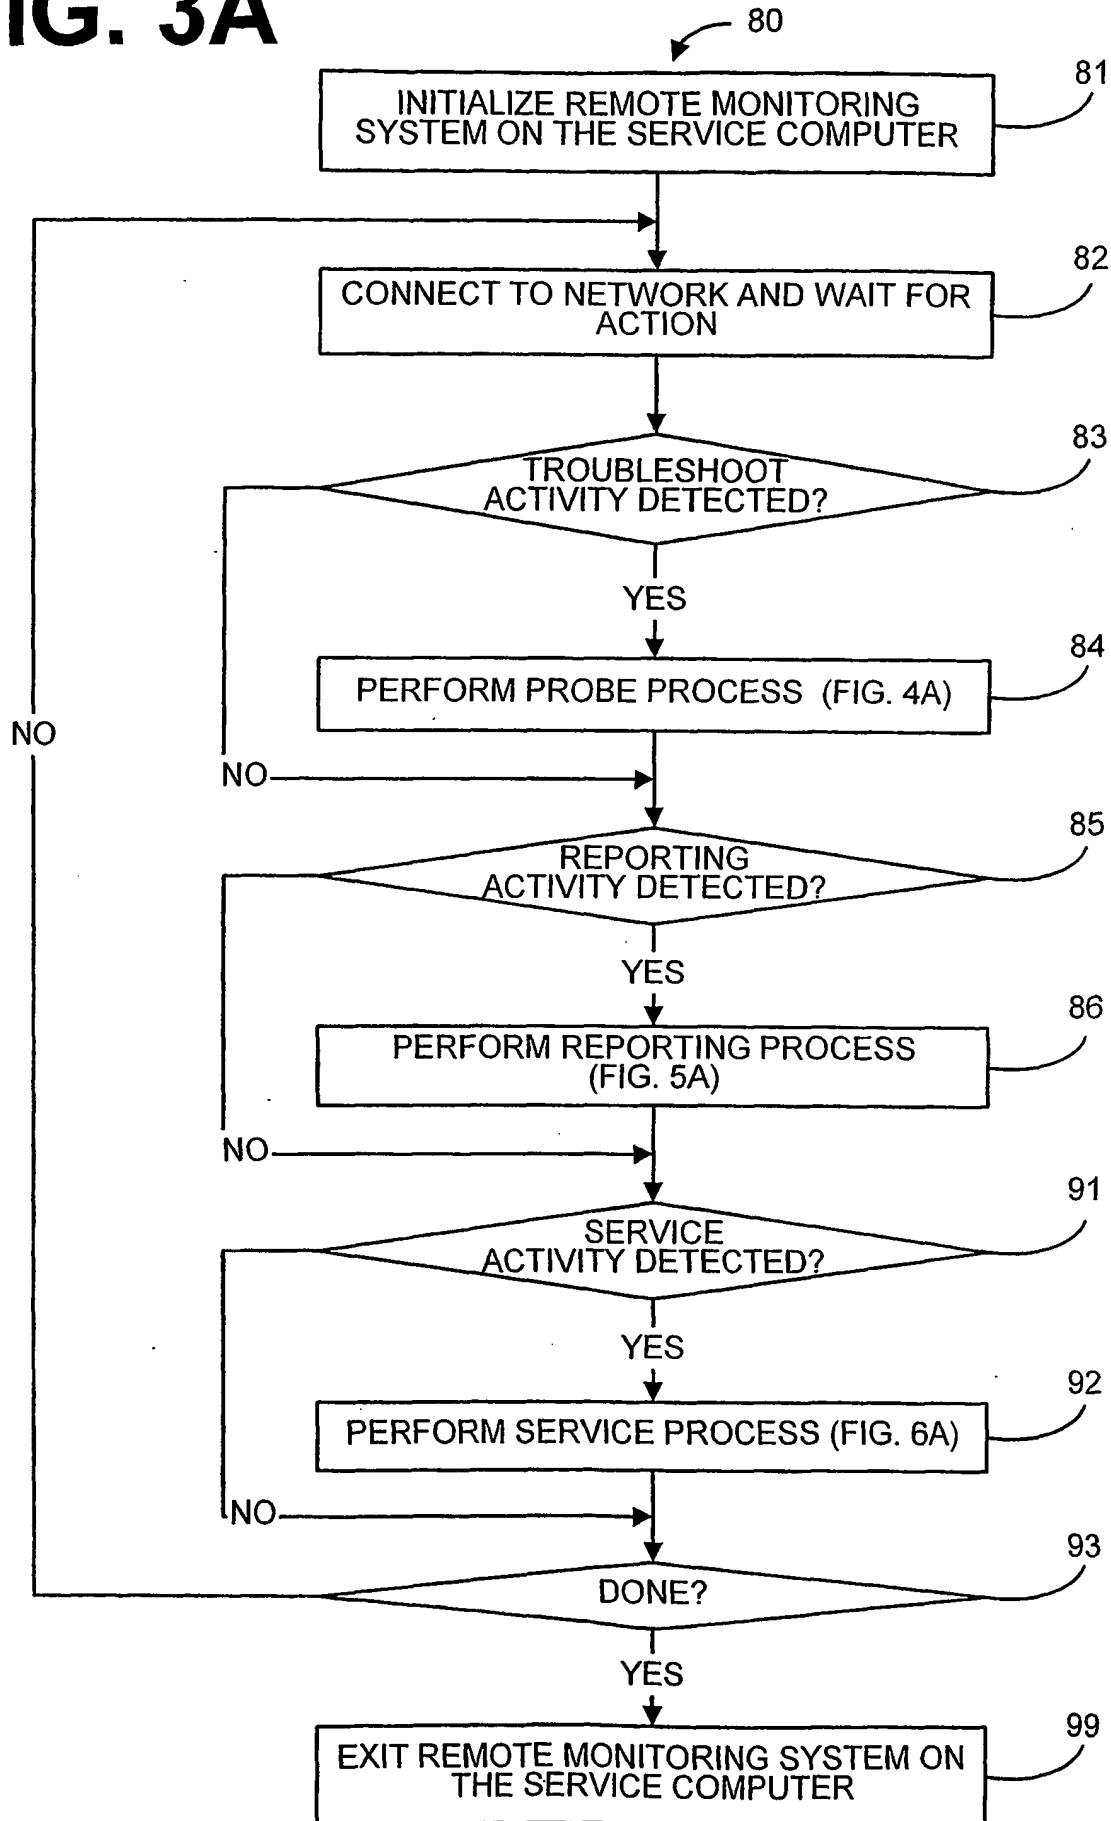 IG. 3A
80
81
INITIALIZE REMOTE MONITORING
SYSTEM ON THE SERVICE COMPUTER
82
CONNECT TO NETWORK AND WAIT FOR
ACTION
83
TROUBLESHOOT
ACTIVITY DETECTED?
YES
84
PERFORM PROBE PROCESS (FIG. 4A)
NO
NO
85
REPORTING
ACTIVITY DETECTED?
YES
86
PERFORM REPORTING PROCESS
(FIG. 5A)
NO
91
SERVICE
ACTIVITY DETECTED?
YES
92
PERFORM SERVICE PROCESS (FIG. 6A)
NO
93
DONE?
YES
99
EXIT REMOTE MONITORING SYSTEM ON
THE SERVICE COMPUTER